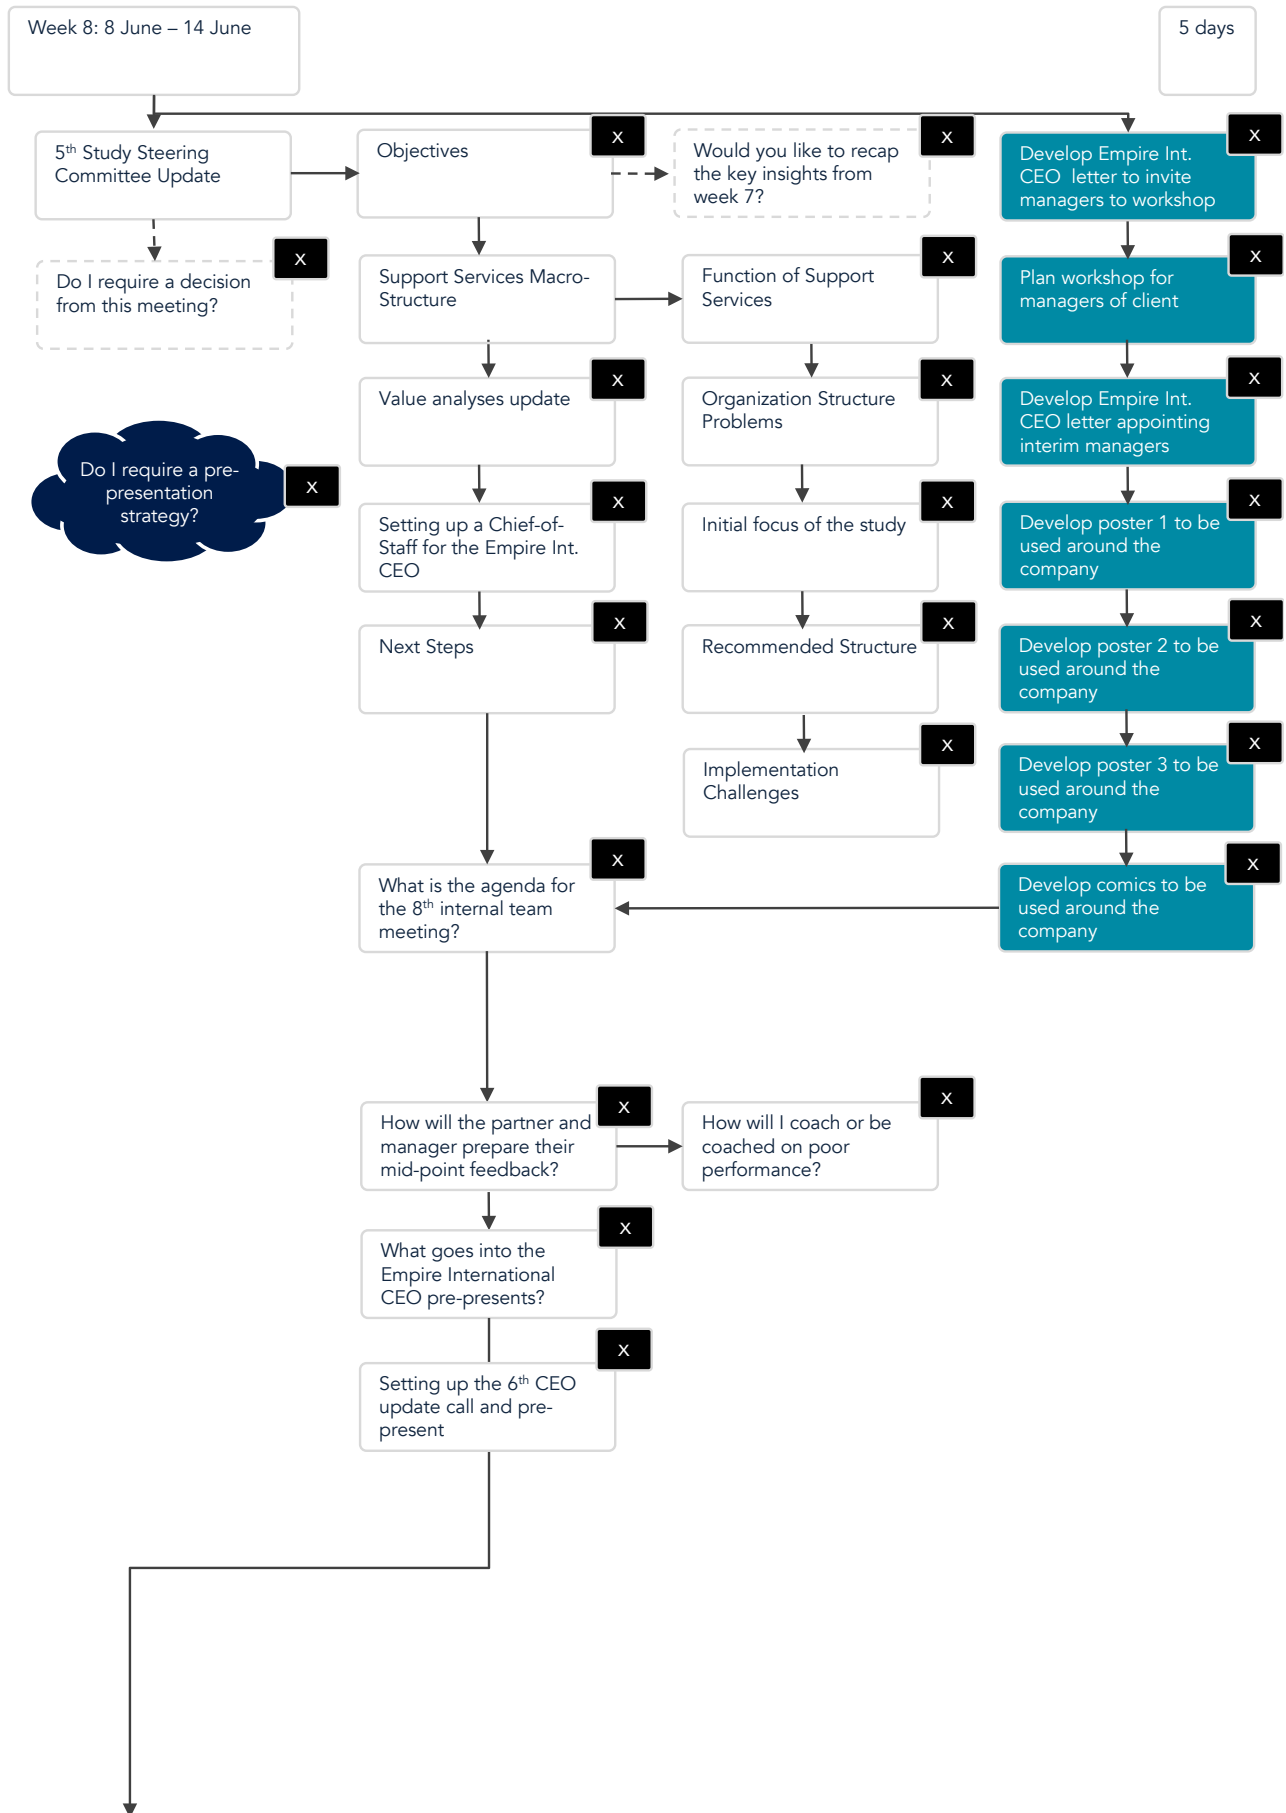 Week 8: 8 June – 14 June
5 days
5th Study Steering
Committee Update
Objectives
X
Would you like to recap
the key insights from
week 7?
X
Develop Empire Int.
CEO  letter to invite
managers to workshop
X
Do I require a decision
from this meeting?
X
Support Services Macro-
Structure
Function of Support
Services
X
Plan workshop for
managers of client
X
Value analyses update
X
Organization Structure
Problems
X
Develop Empire Int.
CEO letter appointing
interim managers
X
Do I require a pre-
presentation
strategy?
X
Setting up a Chief-of-
Staff for the Empire Int.
CEO
X
Initial focus of the study
X
Develop poster 1 to be
used around the
company
X
Next Steps
X
Recommended Structure
X
Develop poster 2 to be
used around the
company
X
Implementation
Challenges
X
Develop poster 3 to be
used around the
company
X
What is the agenda for
the 8th internal team
meeting?
X
Develop comics to be
used around the
company
X
How will the partner and
manager prepare their
mid-point feedback?
X
How will I coach or be
coached on poor
performance?
X
What goes into the
Empire International
CEO pre-presents?
X
Setting up the 6th CEO
update call and pre-
present
X